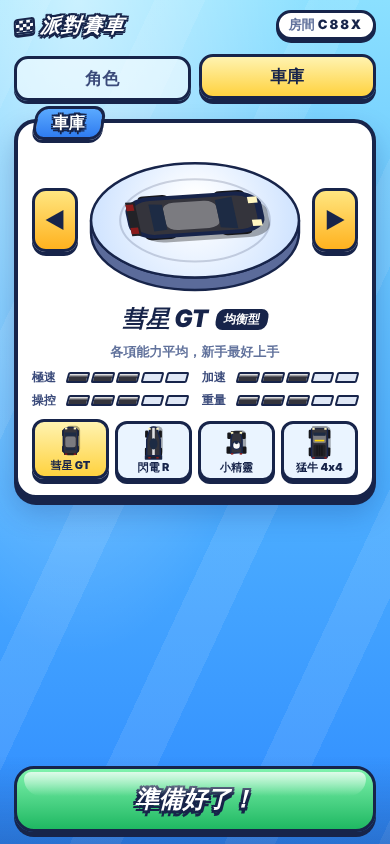 派對賽車
房間 C88X
角色
車庫
車庫
彗星 GT 均衡型
各項能力平均，新手最好上手
極速 加速
操控 重量
彗星 GT 閃電 R 小精靈 猛牛 4x4
準備好了！